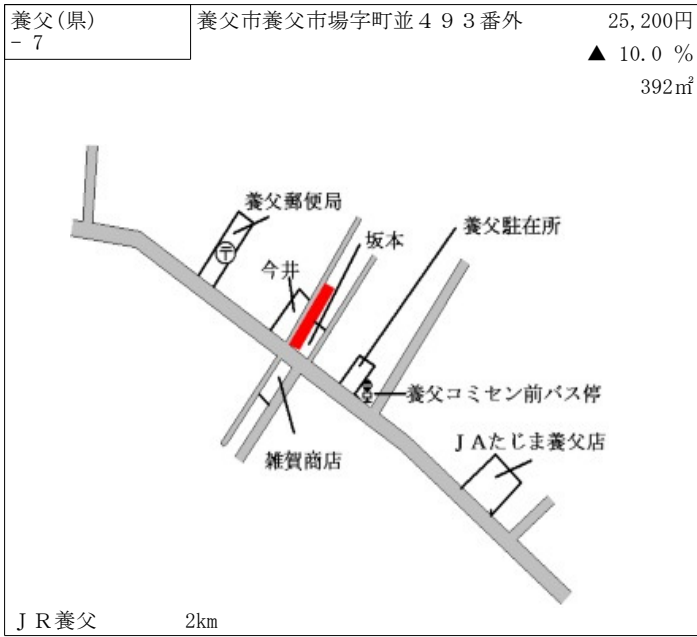 養父(県)
- 7
養父市養父市場字町並４９３番外
25,200円
▲ 10.0 %
392㎡
養父郵便局
〒
坂本
養父駐在所
今井
養父コミセン前バス停
ＪＡたじま養父店
雑賀商店
ＪＲ養父 2km